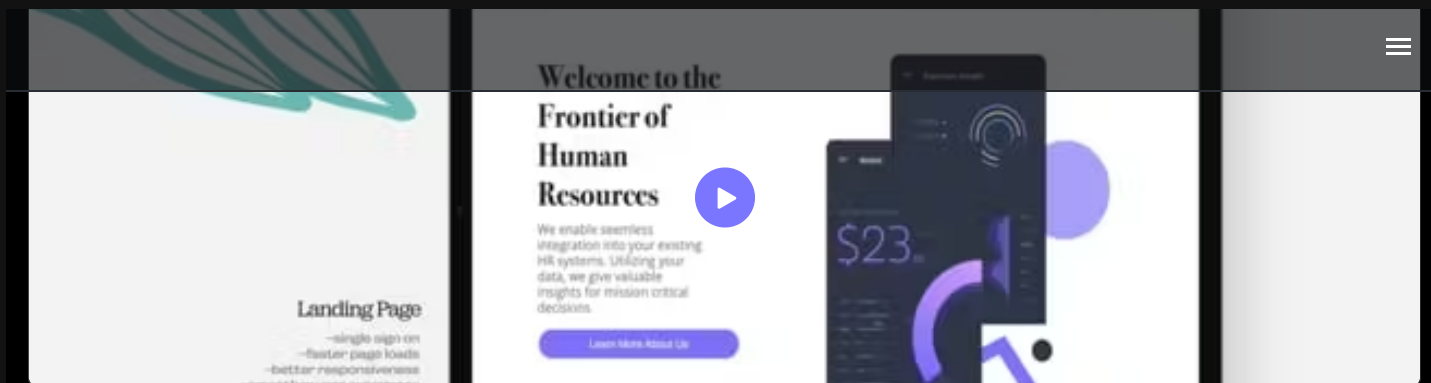 Welcome to the
Frontier of
Human
Resources
We enable seemless
integration into your existing
HR systems. Utilizing your
data, we give valuable
insights for mission critical
decisions
Learn More About Us
$23
Landing Page
-single sign on
-faster page loads
-better responsiveness